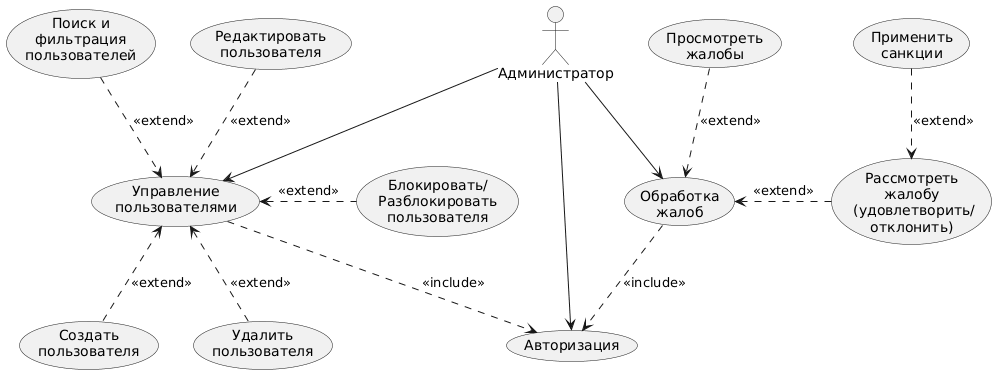 Поиск и
фильтрация
пользователей
Редактировать
пользователя
Администратор
Просмотреть
жалобы
Применить
санкции
«extend»
«extend»
«extend»
«extend»
Управление
пользователями
«extend»
Блокировать/
Разблокировать
пользователя
Обработка
жалоб
«extend»
Рассмотреть
жалобу
(удовлетворить/
отклонить)
«extend»
«extend»
«include»
«include»
Создать
пользователя
Удалить
пользователя
Авторизация